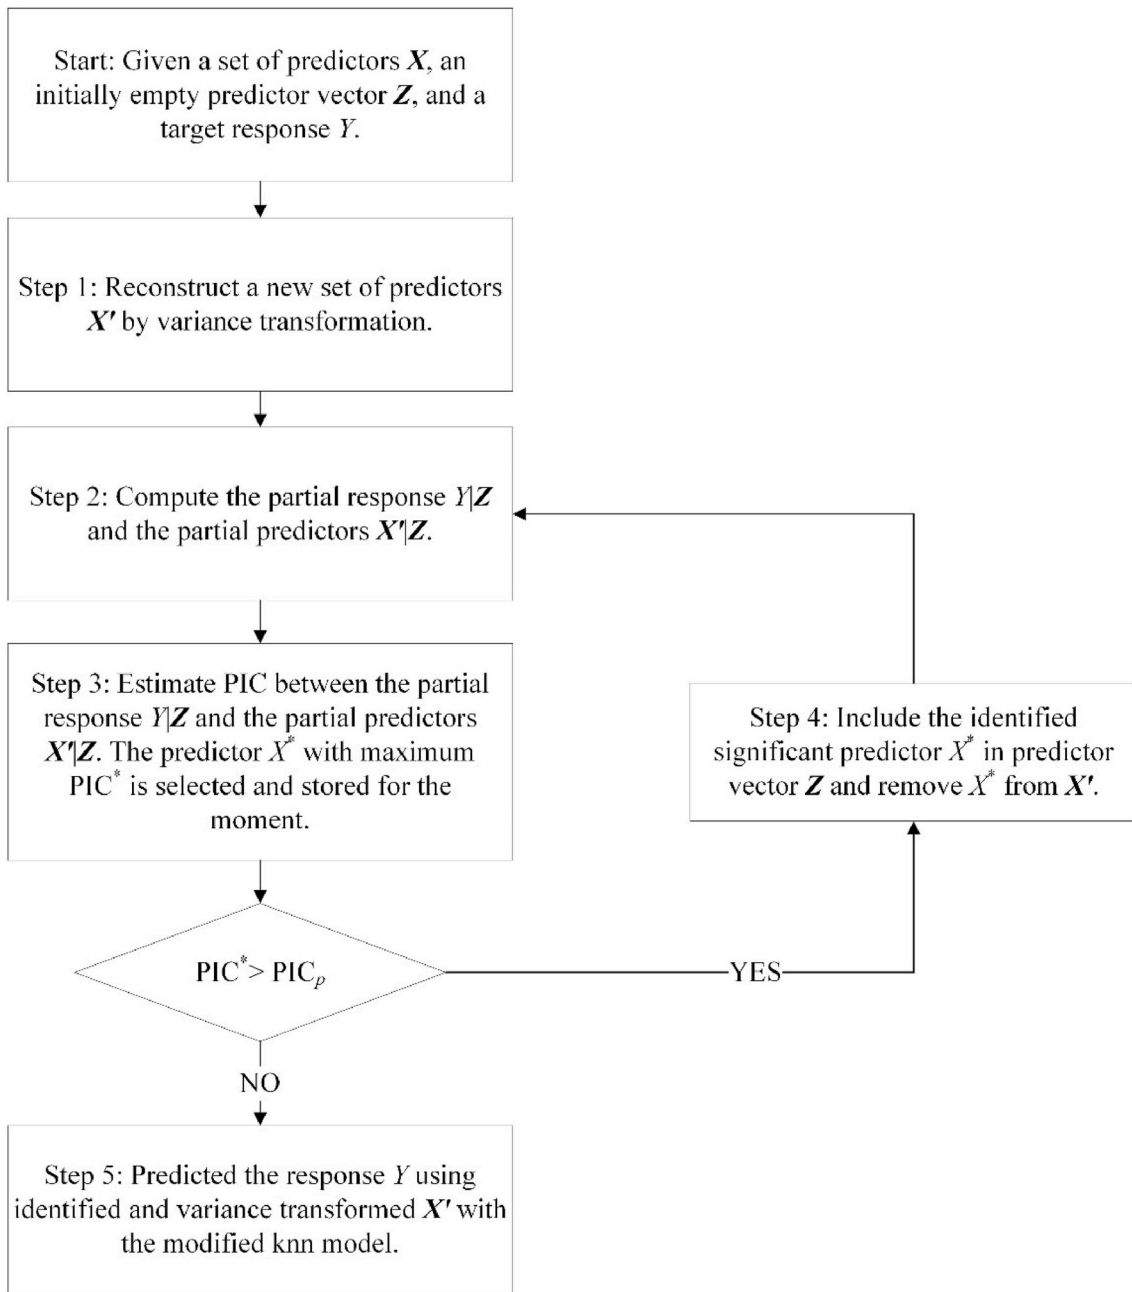 Start: Given a set of predictors X, an
initially empty predictor vector Z, and a
target response Y.
Step 1: Reconstruct a new set of predictors
X' by variance transformation.
Step 2: Compute the partial response Y|Z
and the partial predictors X'|Z.
Step 3: Estimate PIC between the partial
response Y|Z and the partial predictors
X'|Z. The predictor X* with maximum
PIC* is selected and stored for the
moment.
Step 4: Include the identified
significant predictor X* in predictor
vector Z and remove X* from X'.
PIC* > PICp
YES
NO
Step 5: Predicted the response Y using
identified and variance transformed X' with
the modified knn model.